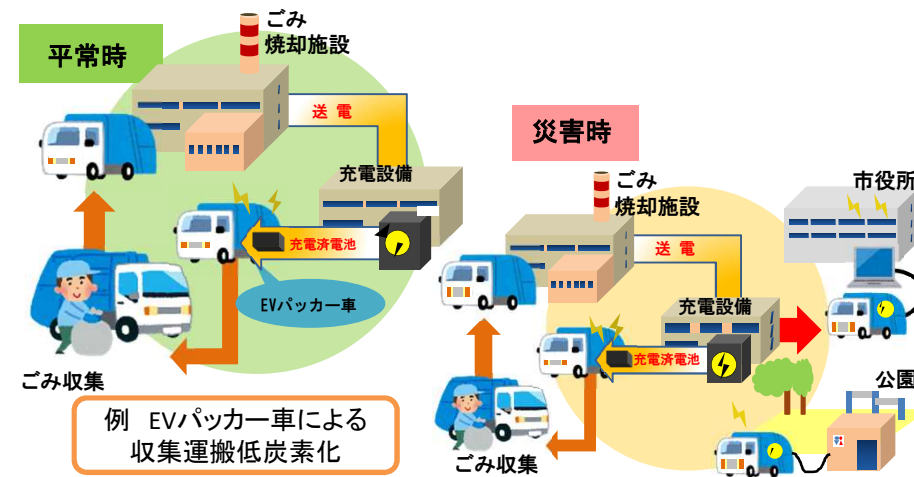 平常時
ごみ
焼却施設
送 電
充電設備
充電済電池
EVパッカー車
ごみ収集
例　EVパッカー車による
収集運搬低炭素化
災害時
ごみ
焼却施設
送 電
充電設備
充電済電池
ごみ収集
市役所
公園